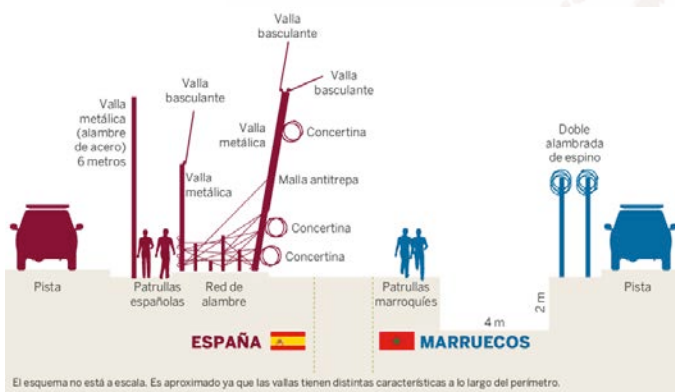 Valla
basculante
Valla
basculante
Valla
basculante
Valla
metálica
(alambre
de acero)
6 metros
Valla
metálica
Valla
metálica
Concertina
Malla antitrepa
Concertina
Concertina
Doble
alambrada
de espino
Pista
Patrullas
españolas
Red de
alambre
Patrullas
marroquíes
4 m
2 m
Pista
ESPAÑA
MARRUECOS
El esquema no está a escala. Es aproximado ya que las vallas tienen distintas características a lo largo del perímetro.